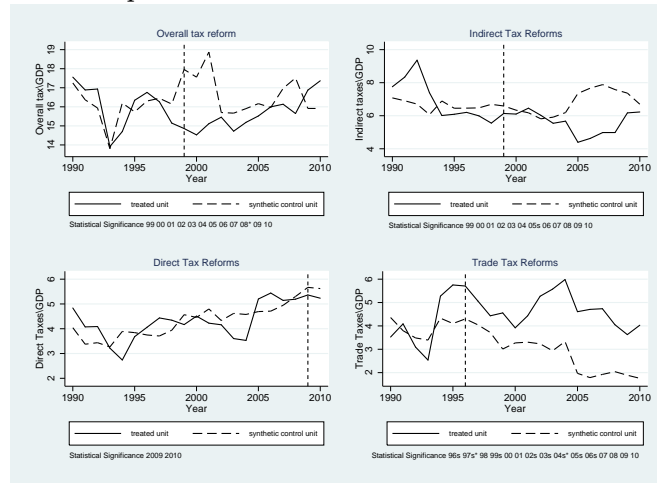 Overall tax reform
Overall tax\GDP
14 15 16 17 18 19
1990 1995 2000 2005 2010
Year
treated unit synthetic control unit
Statistical Significance 99 00 01 02 03 04 05 06 07 08* 09 10
Indirect Tax Reforms
Indirect taxes\GDP
4 6 8 10
1990 1995 2000 2005 2010
Year
treated unit synthetic control unit
Statistical Significance 99 00 01 02 03 04 05s 06 07 08 09 10
Direct Tax Reforms
Direct Taxes\GDP
2 3 4 5 6
1990 1995 2000 2005 2010
Year
treated unit synthetic control unit
Statistical Significance 2009 2010
Trade Tax Reforms
Trade Taxes\GDP
2 3 4 5 6
1990 1995 2000 2005 2010
Year
treated unit synthetic control unit
Statistical Significance 96s 97s* 98 99s 00 01 02s 03s 04s* 05s 06s 07 08 09 10